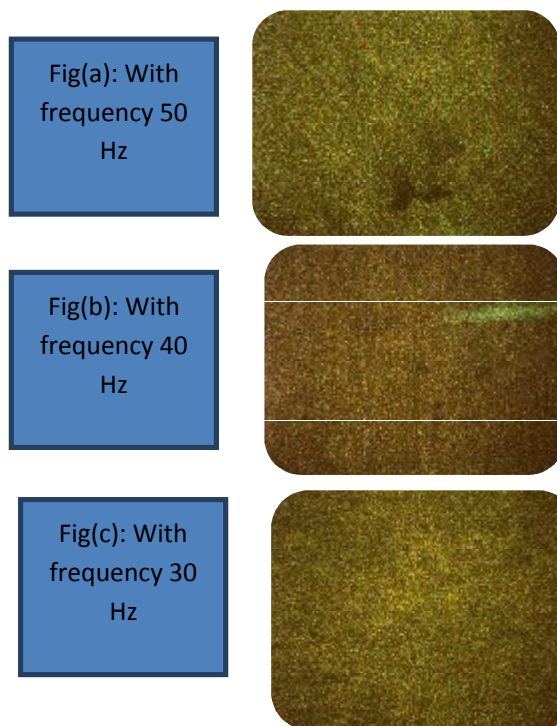 Fig(a): With
frequency 50
Hz
Fig(b): With
frequency 40
Hz
Fig(c): With
frequency 30
Hz